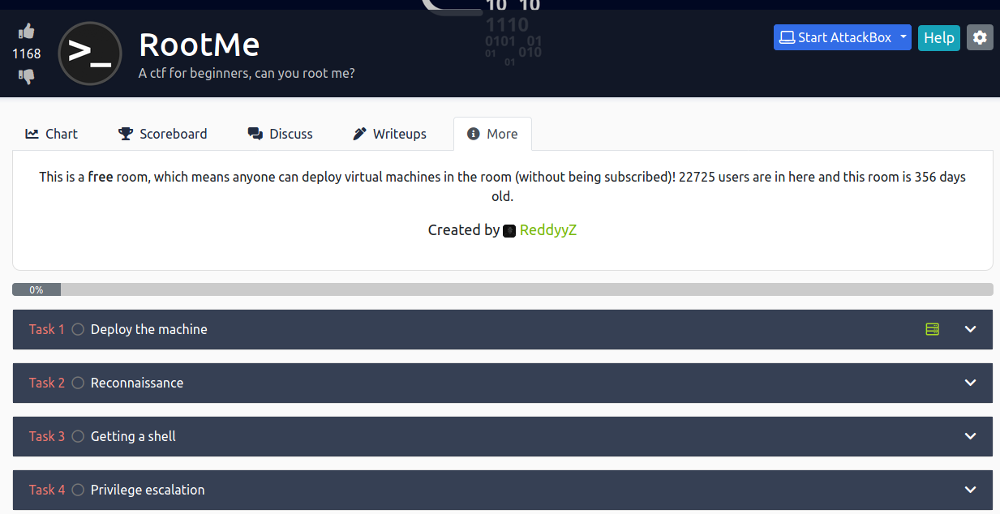 10 10
1110
0101 01
01 010
01
1168
>_
RootMe
A ctf for beginners, can you root me?
Start AttackBox
Help
Chart
Scoreboard
Discuss
Writeups
More
This is a free room, which means anyone can deploy virtual machines in the room (without being subscribed)! 22725 users are in here and this room is 356 days
old.
Created by ReddyyZ
0%
Task 1 Deploy the machine
Task 2 Reconnaissance
Task 3 Getting a shell
Task 4 Privilege escalation